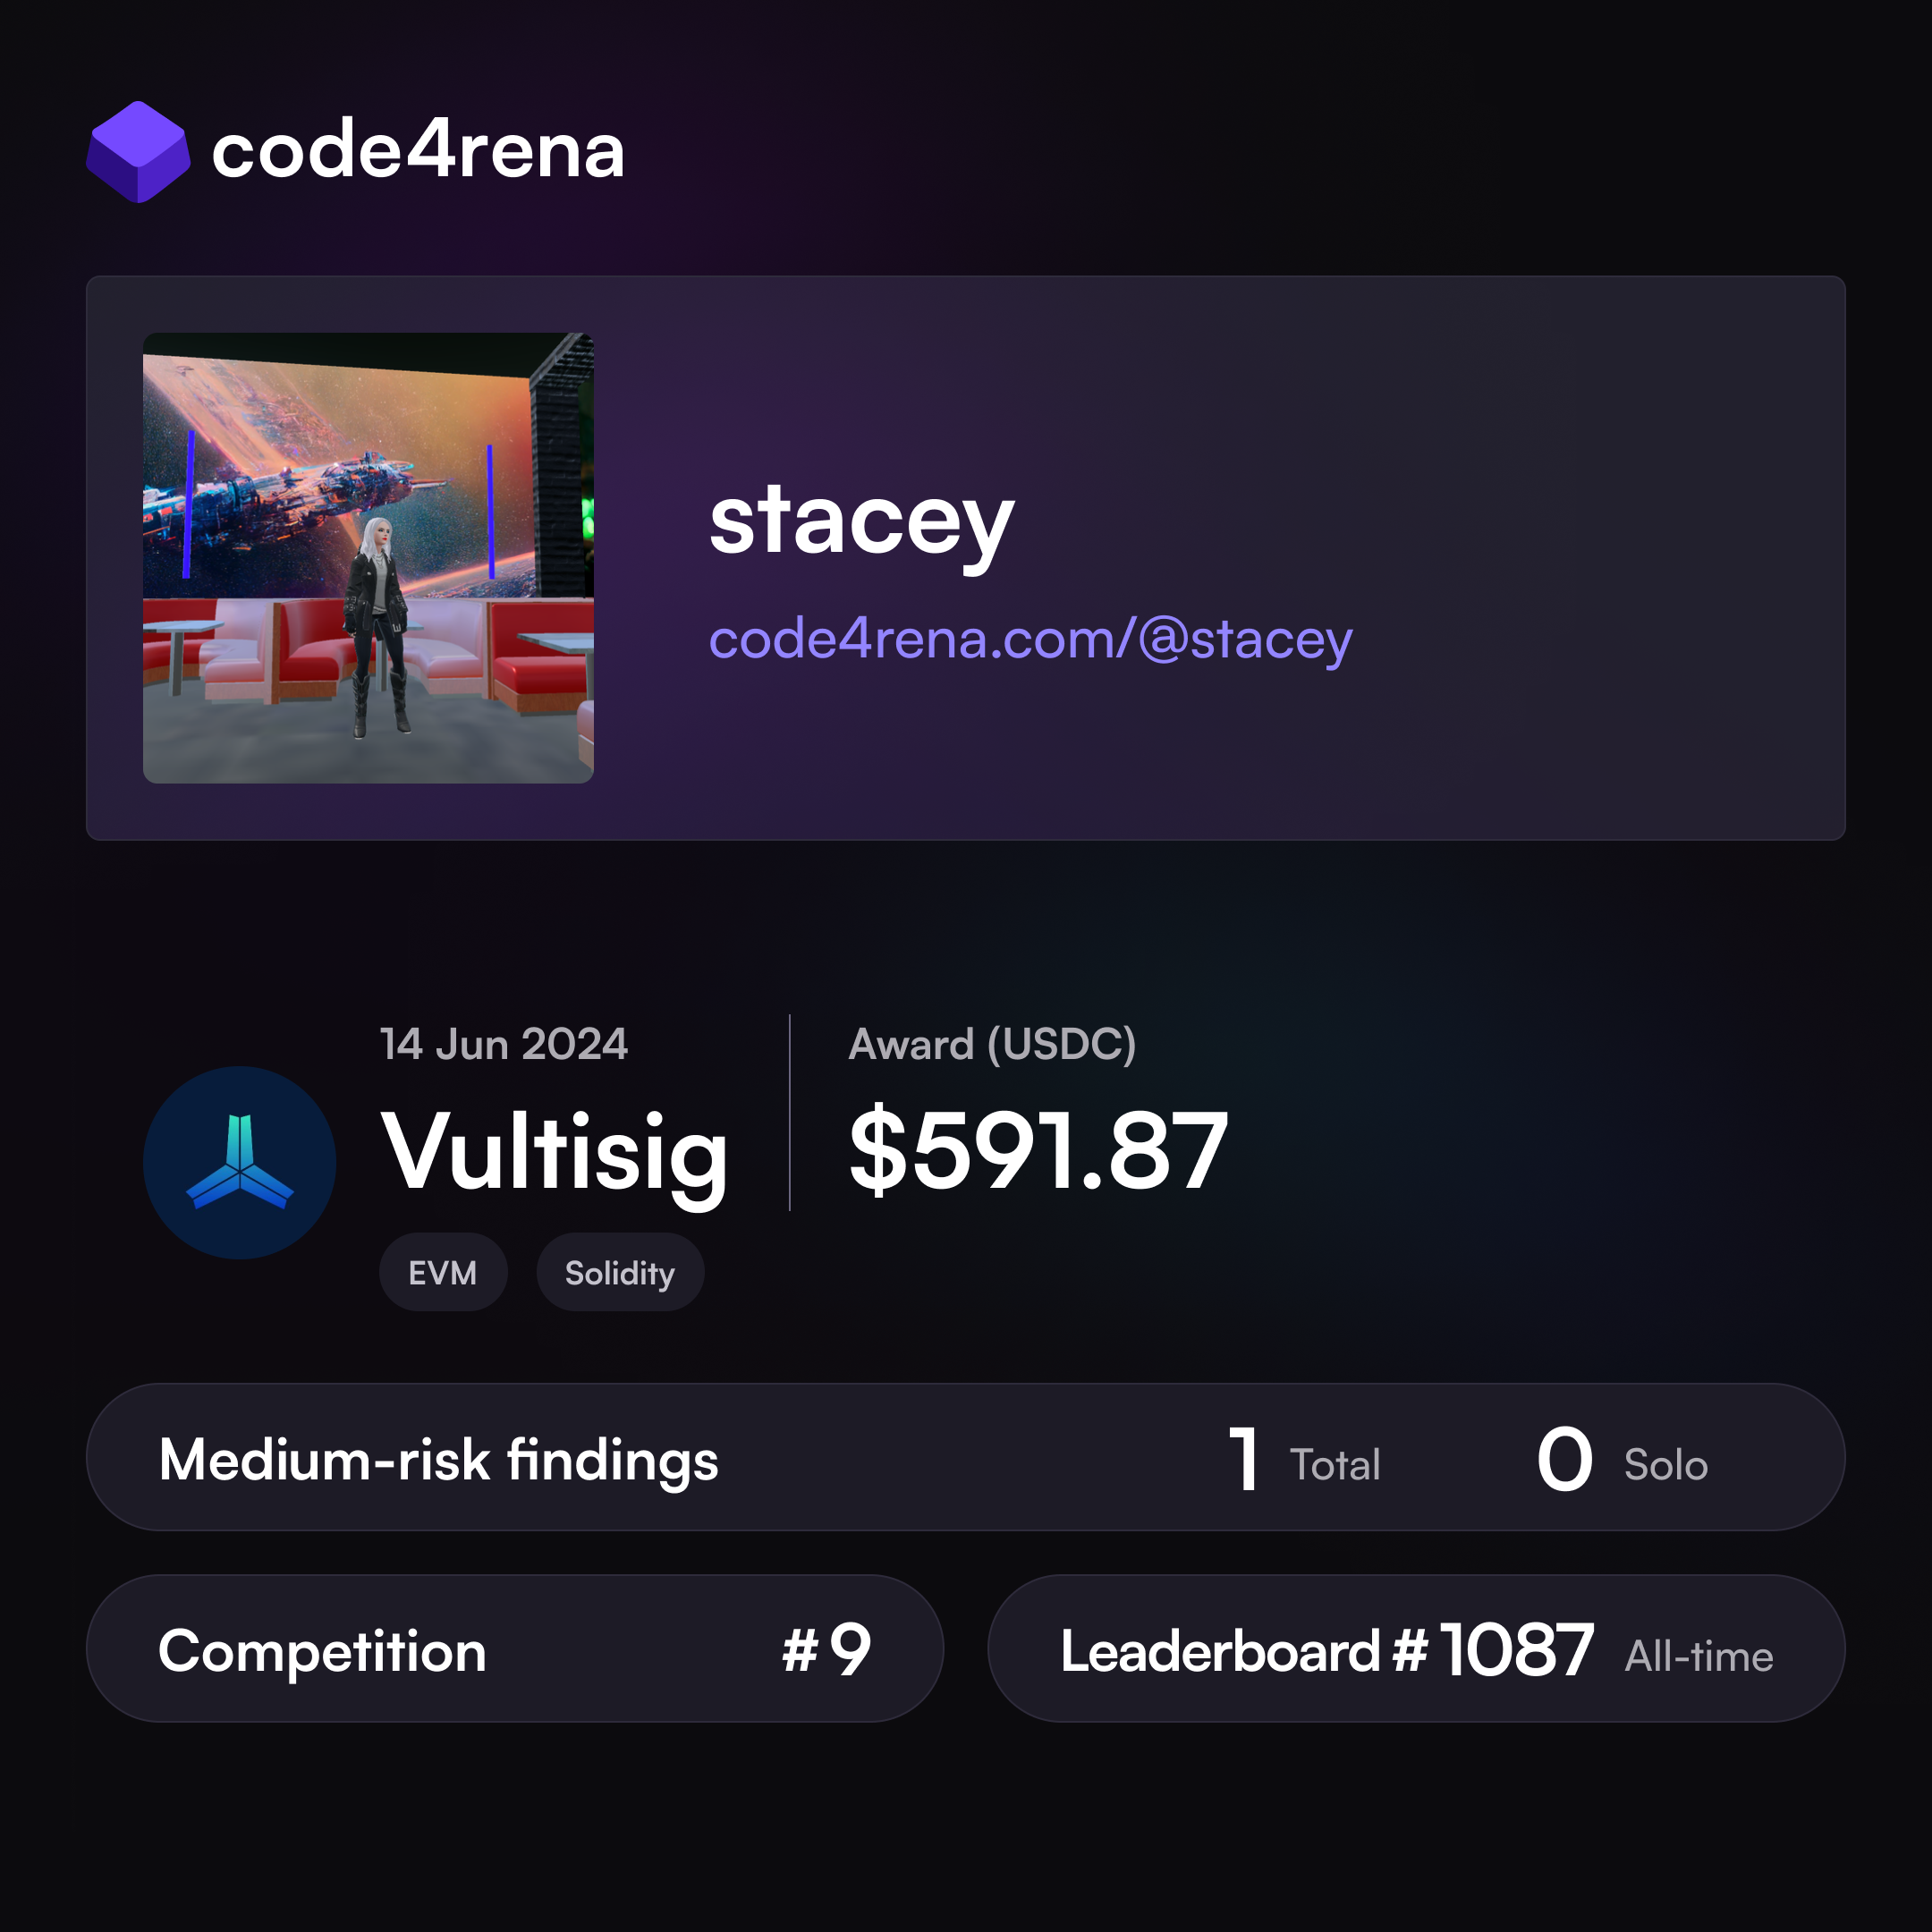 code4rena
stacey
code4rena.com/@stacey
14 Jun 2024
Vultisig
EVM Solidity
Award (USDC)
$591.87
Medium-risk findings 1 Total 0 Solo
Competition #9
Leaderboard #1087 All-time